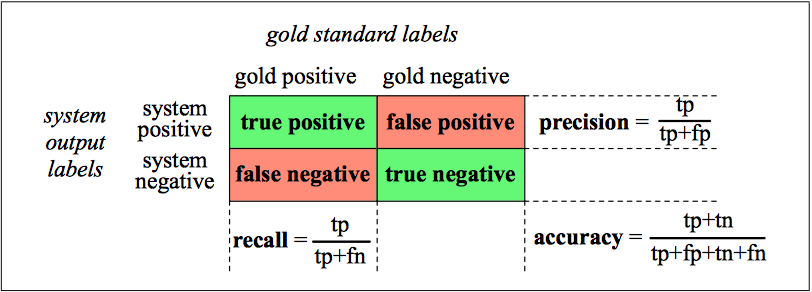 gold standard labels
gold positive gold negative
system output labels
system positive
true positive false positive
precision = tp / tp+fp
system negative
false negative true negative
recall = tp / tp+fn
accuracy = tp+tn / tp+fp+tn+fn